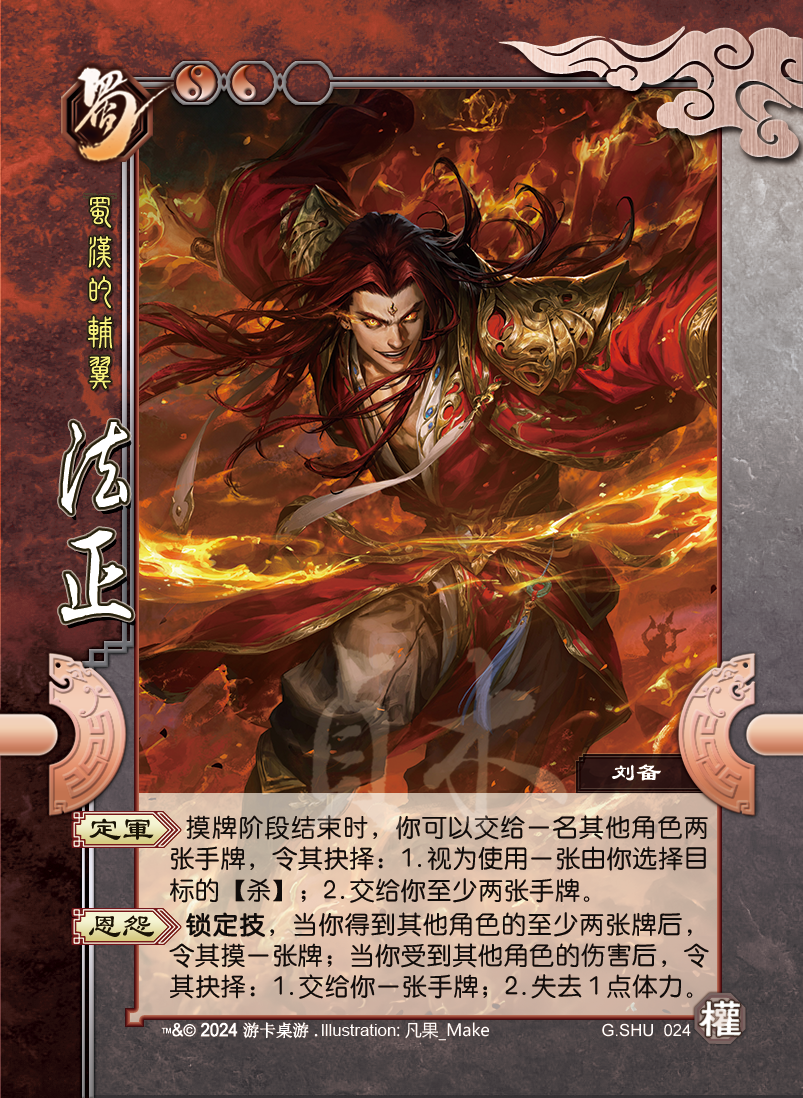 蜀
蜀漢的輔翼
法正
刘备
定軍
摸牌阶段结束时，你可以交给一名其他角色两
张手牌，令其抉择：1.视为使用一张由你选择目
标的【杀】；2.交给你至少两张手牌。
恩怨
锁定技，当你得到其他角色的至少两张牌后，
令其摸一张牌；当你受到其他角色的伤害后，令
其抉择：1.交给你一张手牌；2.失去1点体力。
™&© 2024 游卡桌游 . Illustration: 凡果_Make
G.SHU 024
權